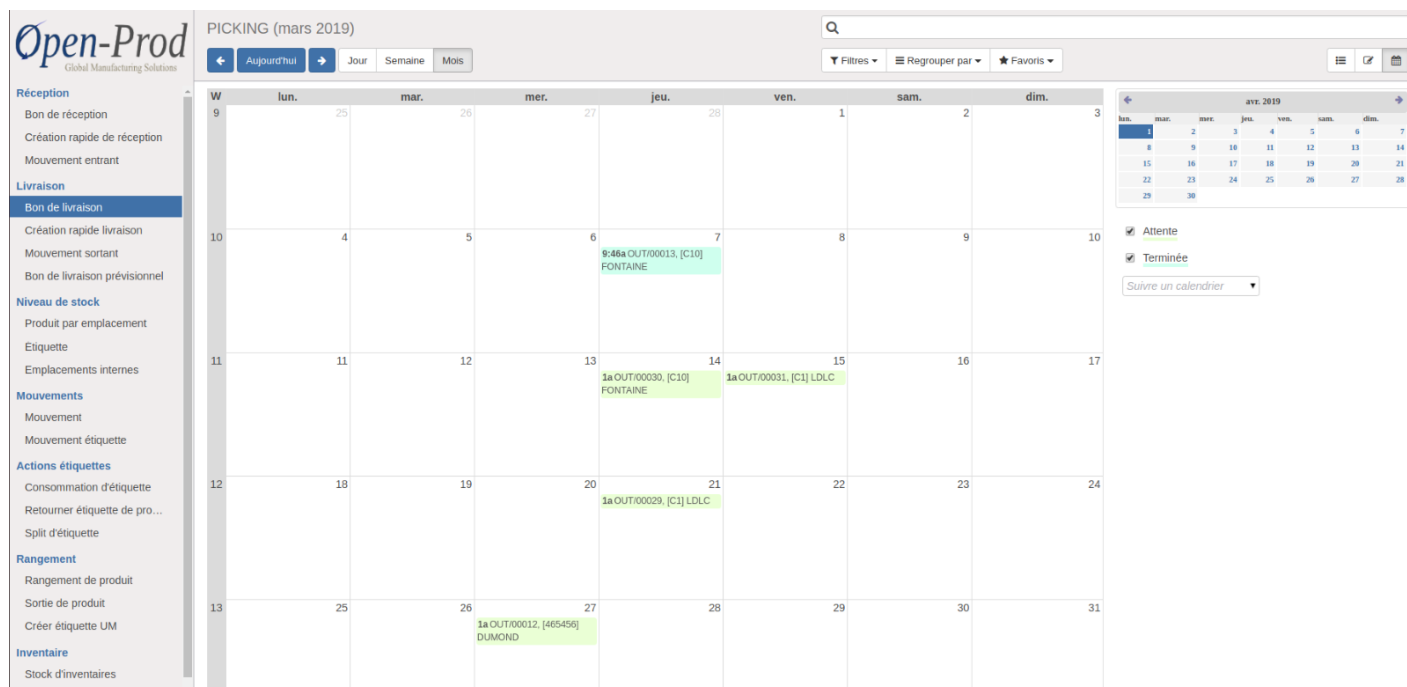 Open-Prod
Global Manufacturing Solutions
Réception
Bon de réception
Création rapide de réception
Mouvement entrant
Livraison
Bon de livraison
Création rapide livraison
Mouvement sortant
Bon de livraison prévisionnel
Niveau de stock
Produit par emplacement
Etiquette
Emplacements internes
Mouvements
Mouvement
Mouvement étiquette
Actions étiquettes
Consommation d'étiquette
Retourner étiquette de pro...
Split d'étiquette
Rangement
Rangement de produit
Sortie de produit
Créer étiquette UM
Inventaire
Stock d'inventaires
PICKING (mars 2019)
Aujourd'hui Jour Semaine Mois
Filtres Regrouper par Favoris
W lun. mar. mer. jeu. ven. sam. dim.
9 25 26 27 28 1 2 3
10 4 5 6 7 8 9 10
9:46a OUT/00013, [C10]
FONTAINE
11 11 12 13 14 15 16 17
1a OUT/00030, [C10] 1a OUT/00031, [C1] LDLC
FONTAINE
12 18 19 20 21 22 23 24
1a OUT/00029, [C1] LDLC
13 25 26 27 28 29 30 31
1a OUT/00012, [465456]
DUMOND
avr. 2019
lun. mar. mer. jeu. ven. sam. dim.
1 2 3 4 5 6 7
8 9 10 11 12 13 14
15 16 17 18 19 20 21
22 23 24 25 26 27 28
29 30
Attente
Terminée
Suivre un calendrier